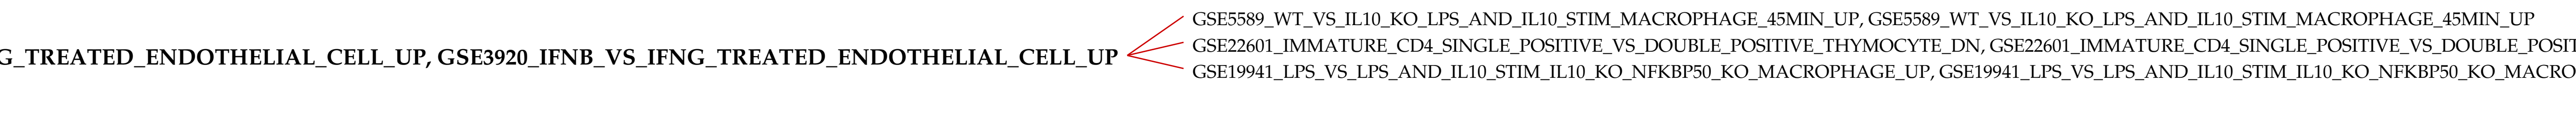 GSE5589_WT_VS_IL10_KO_LPS_AND_IL10_STIM_MACROPHAGE_45MIN_UP, GSE5589_WT_VS_IL10_KO_LPS_AND_IL10_STIM_MACROPHAGE_45MIN_UP
G_TREATED_ENDOTHELIAL_CELL_UP, GSE3920_IFNB_VS_IFNG_TREATED_ENDOTHELIAL_CELL_UP
GSE22601_IMMATURE_CD4_SINGLE_POSITIVE_VS_DOUBLE_POSITIVE_THYMOCYTE_DN, GSE22601_IMMATURE_CD4_SINGLE_POSITIVE_VS_DOUBLE_POSIT
GSE19941_LPS_VS_LPS_AND_IL10_STIM_IL10_KO_NFKBP50_KO_MACROPHAGE_UP, GSE19941_LPS_VS_LPS_AND_IL10_STIM_IL10_KO_NFKBP50_KO_MACRO